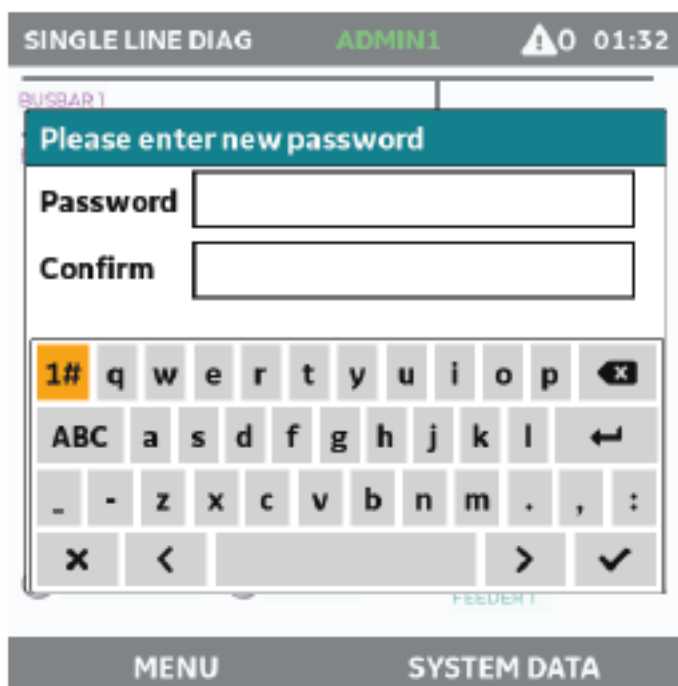 SINGLE LINE DIAG ADMIN1 0 01:32
BUSBAR 1
Please enter new password
Password
Confirm
1# q w e r t y u i o p
ABC a s d f g h j k l
_ - z x c v b n m . , :
FEEDER 1
MENU SYSTEM DATA